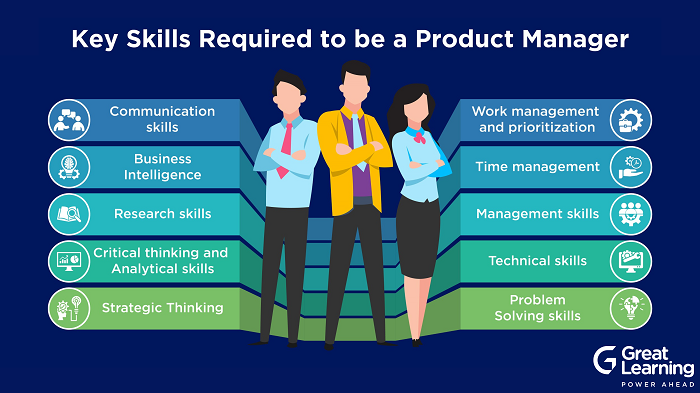 Key Skills Required to be a Product Manager
Communication
skills
Business
Intelligence
Research skills
Critical thinking and
Analytical skills
Strategic Thinking
Work management
and prioritization
Time management
Management skills
Technical skills
Problem
Solving skills
Great
Learning
POWER AHEAD